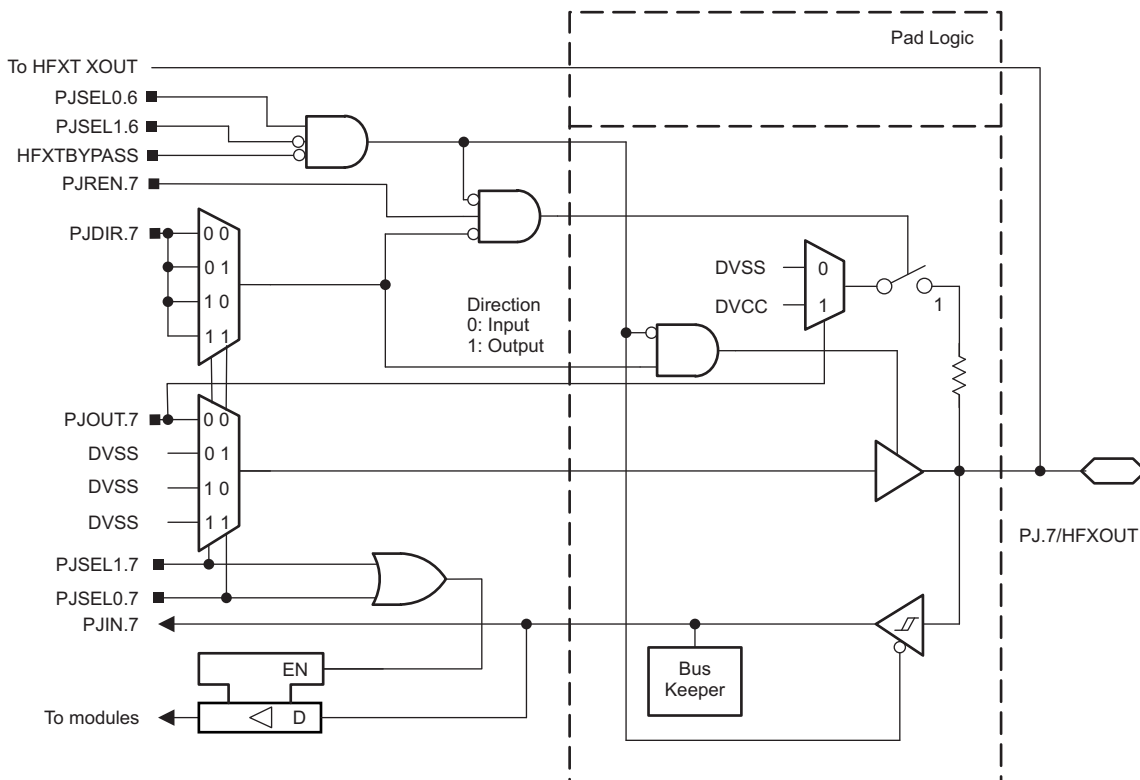 Pad Logic
To HFXT XOUT
PJSEL0.6
PJSEL1.6
HFXTBYPASS
PJREN.7
PJDIR.7
0 0
0 1
1 0
1 1
DVSS
0
DVCC
1
1
Direction
0: Input
1: Output
PJOUT.7
0 0
DVSS
0 1
DVSS
1 0
DVSS
1 1
PJ.7/HFXOUT
PJSEL1.7
PJSEL0.7
PJIN.7
EN
Bus
Keeper
To modules
D